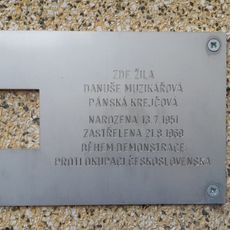 ZDE ŽILA
DANUŠE MUZIKÁŘOVÁ
PÁNSKÁ KREJČOVÁ
NAROZENA 13.7.1951
ZASTŘELENA 21.8.1969
BĚHEM DEMONSTRACE
PROTI OKUPACI ČESKOSLOVENSKA